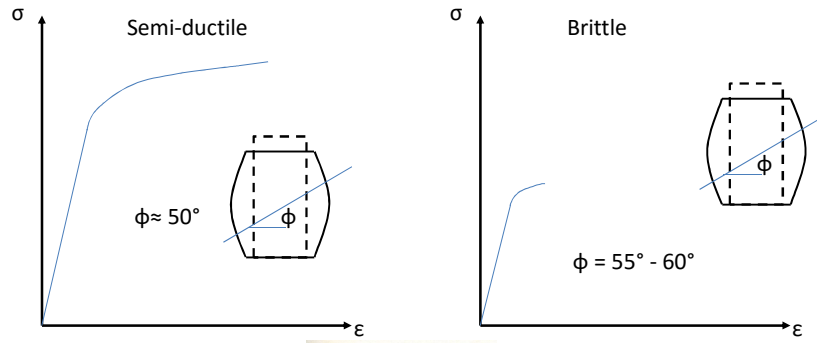 σ
Semi-ductile
ϕ
ϕ≈ 50°
ε
σ
Brittle
ϕ
ϕ = 55° - 60°
ε